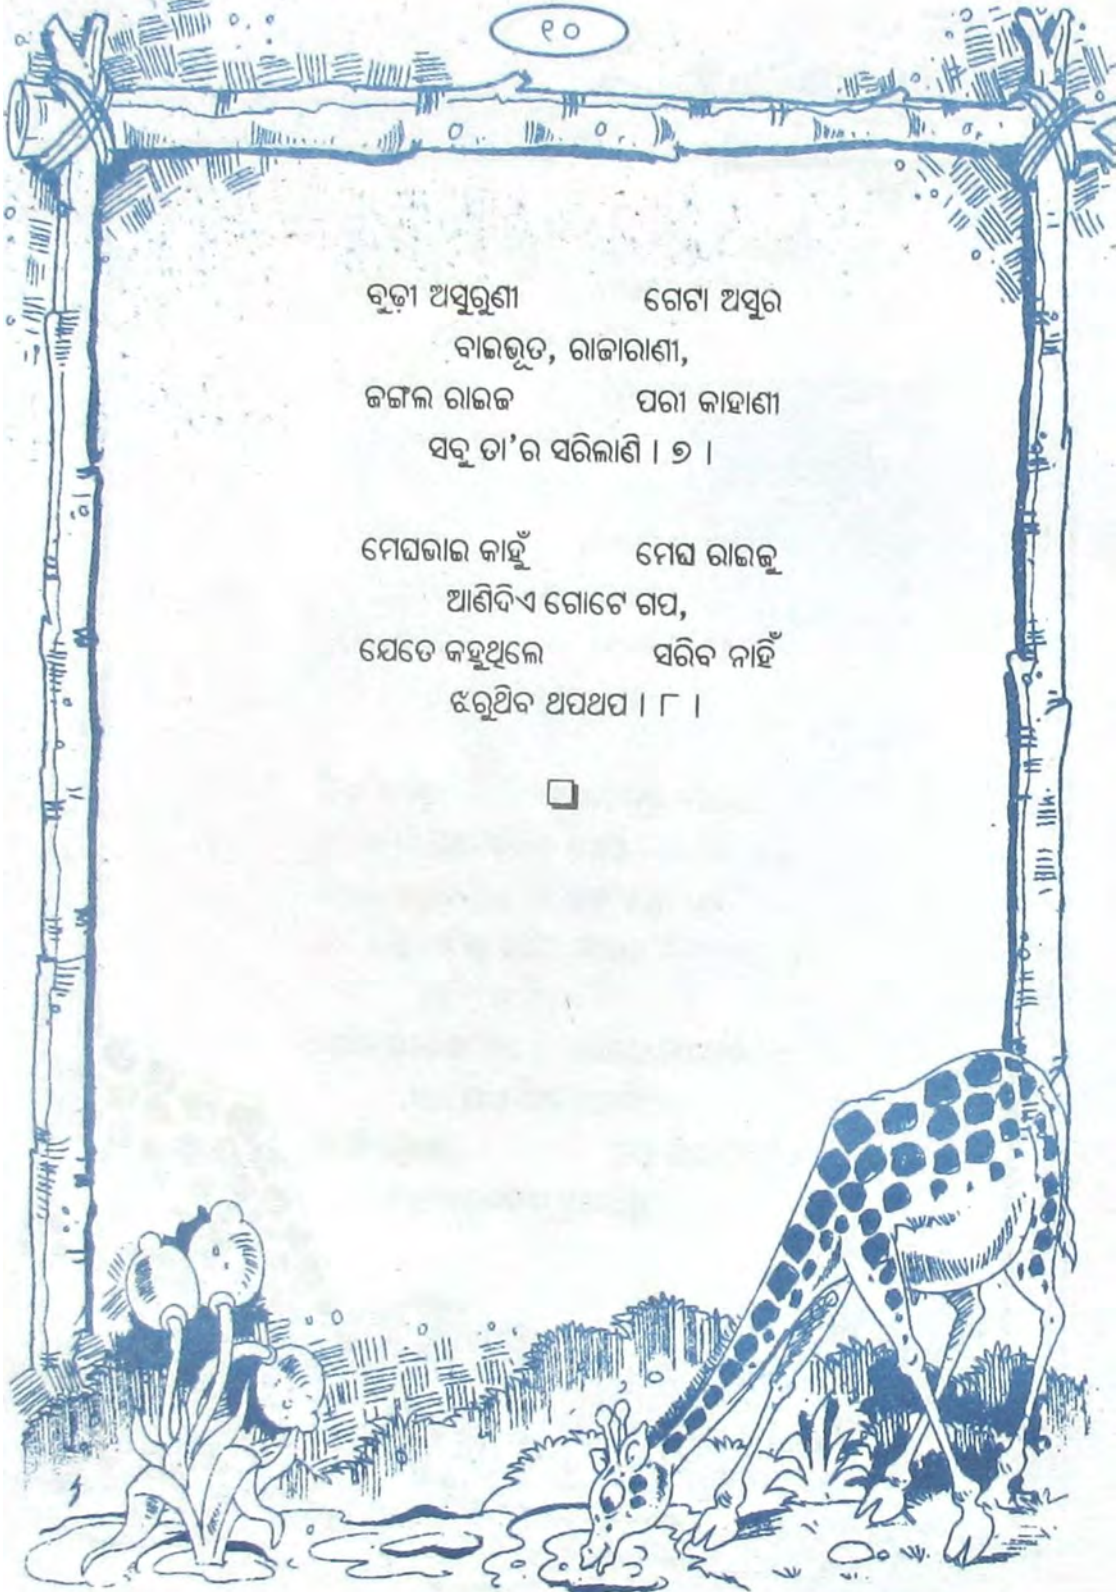 ୧୦
ବୁଢ଼ୀ ଅସୁରୁଣୀ ଗେଟା ଅସୁର
ବାଇଭୂତ, ରାଜାରାଣୀ,
ଜଙ୍ଗଲ ରାଇଜ ପରୀ କାହାଣୀ
ସବୁ ତା'ର ସରିଲାଣି । ୭ ।
ମେଘଭାଇ କାହୁଁ ମେଘ ରାଇଜୁ
ଆଣିଦିଏ ଗୋଟେ ଗପ,
ଯେତେ କହୁଥିଲେ ସରିବ ନାହିଁ
ଝରୁଥିବ ଥପଥପ । ୮ ।